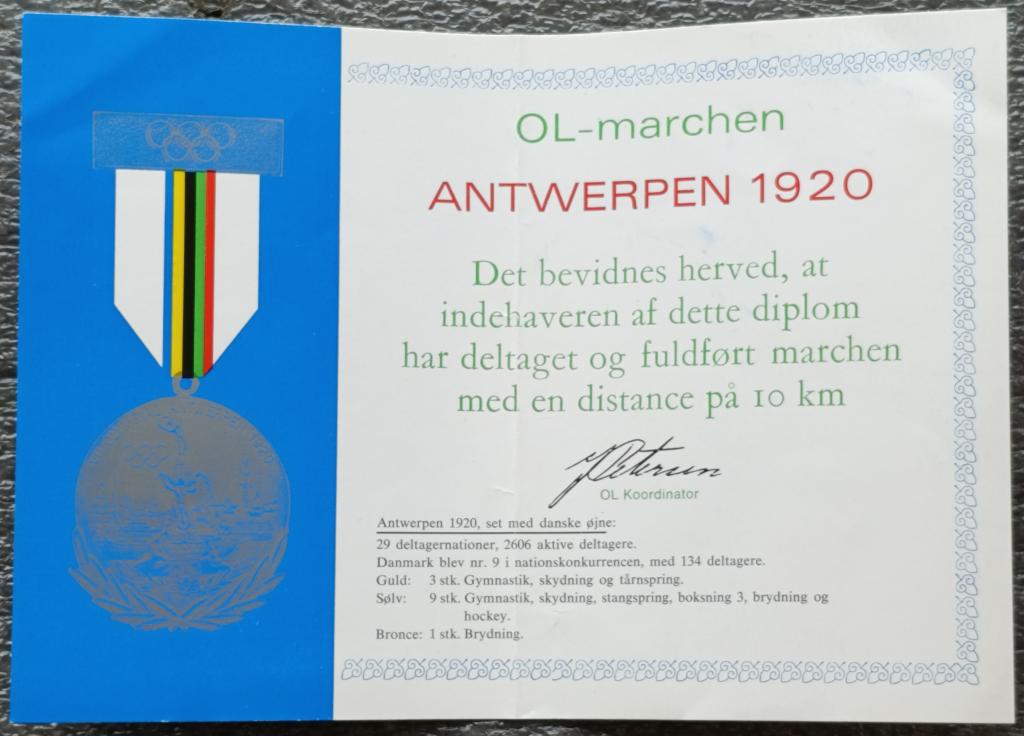 OL-marchen
ANTWERPEN 1920
Det bevidnes herved, at
indehaveren af dette diplom
har deltaget og fuldført marchen
med en distance på 10 km
Petersen
OL Koordinator
Antwerpen 1920, set med danske øjne:
29 deltagernationer, 2606 aktive deltagere.
Danmark blev nr. 9 i nationskonkurrencen, med 134 deltagere.
Guld: 3 stk. Gymnastik, skydning og tårnspring.
Sølv: 9 stk. Gymnastik, skydning, stangspring, boksning 3, brydning og
hockey.
Bronce: 1 stk. Brydning.